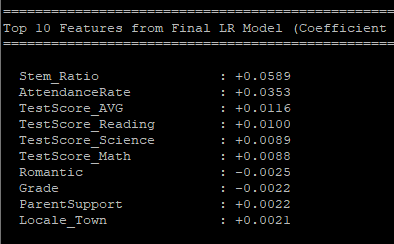 Top 10 Features from Final LR Model (Coefficient
Stem_Ratio : +0.0589
AttendanceRate : +0.0353
TestScore_AVG : +0.0116
TestScore_Reading : +0.0100
TestScore_Science : +0.0089
TestScore_Math : +0.0088
Romantic : -0.0025
Grade : -0.0022
ParentSupport : +0.0022
Locale_Town : +0.0021